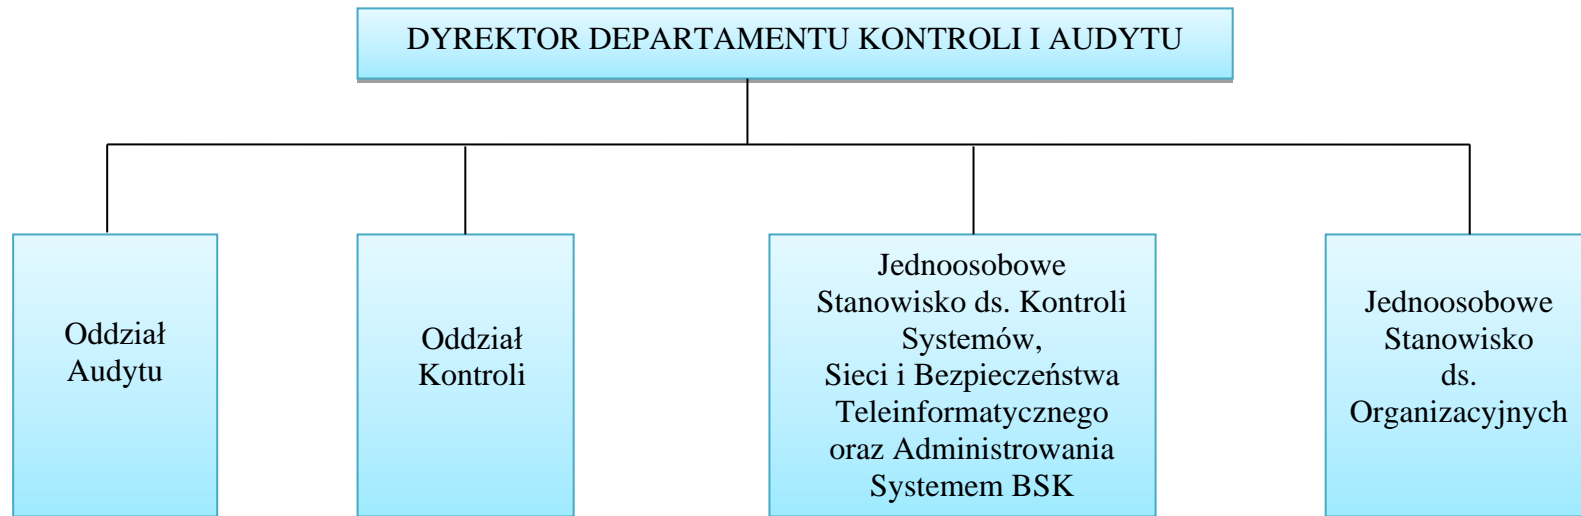 DYREKTOR DEPARTAMENTU KONTROLI I AUDYTU
Oddział
Audytu
Oddział
Kontroli
Jednoosobowe
Stanowisko ds. Kontroli
Systemów,
Sieci i Bezpieczeństwa
Teleinformatycznego
oraz Administrowania
Systemem BSK
Jednoosobowe
Stanowisko
ds.
Organizacyjnych